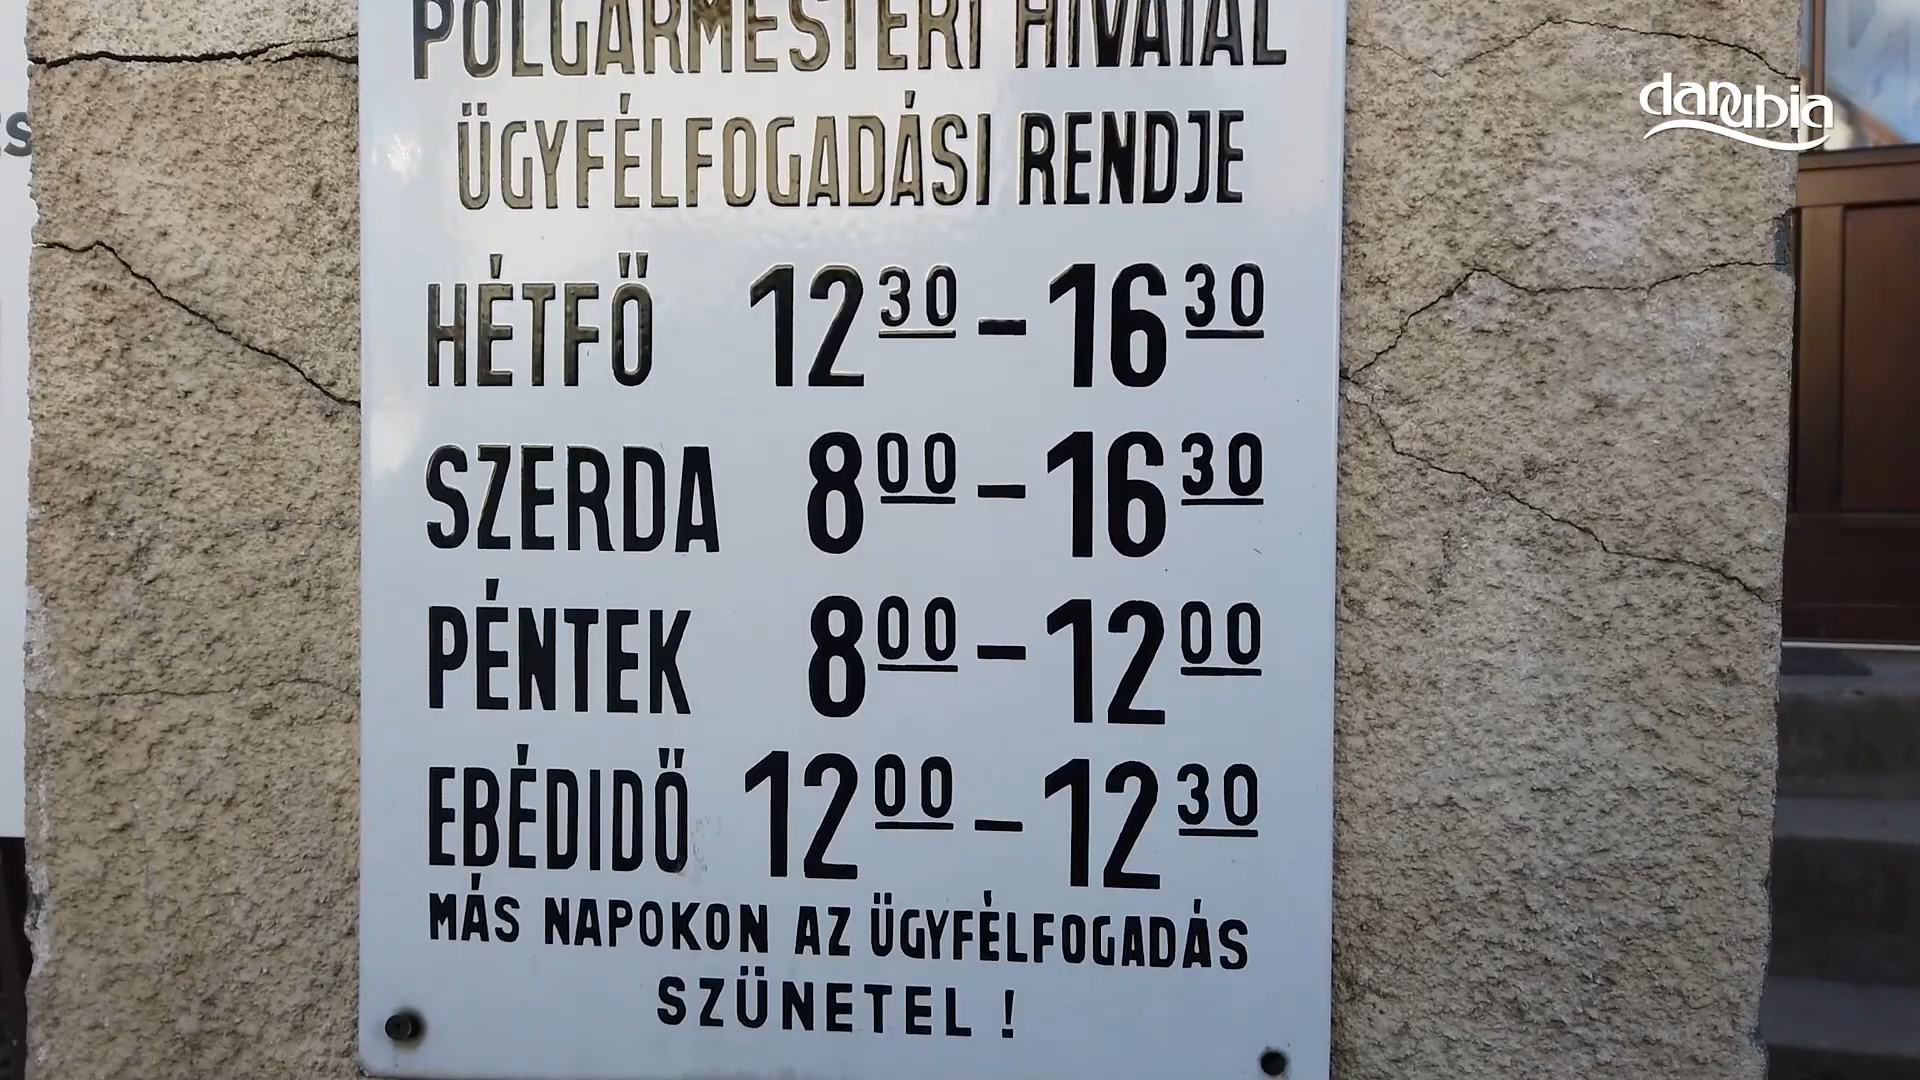 POLGÁRMESTERI HIVATAL
ÜGYFÉLFOGADÁSI RENDJE
HÉTFŐ 12 30 – 16 30
SZERDA 8 00 – 16 30
PÉNTEK 8 00 – 12 00
EBÉDIDŐ 12 00 – 12 30
MÁS NAPOKON AZ ÜGYFÉLFOGADÁS
SZÜNETEL !
danubia